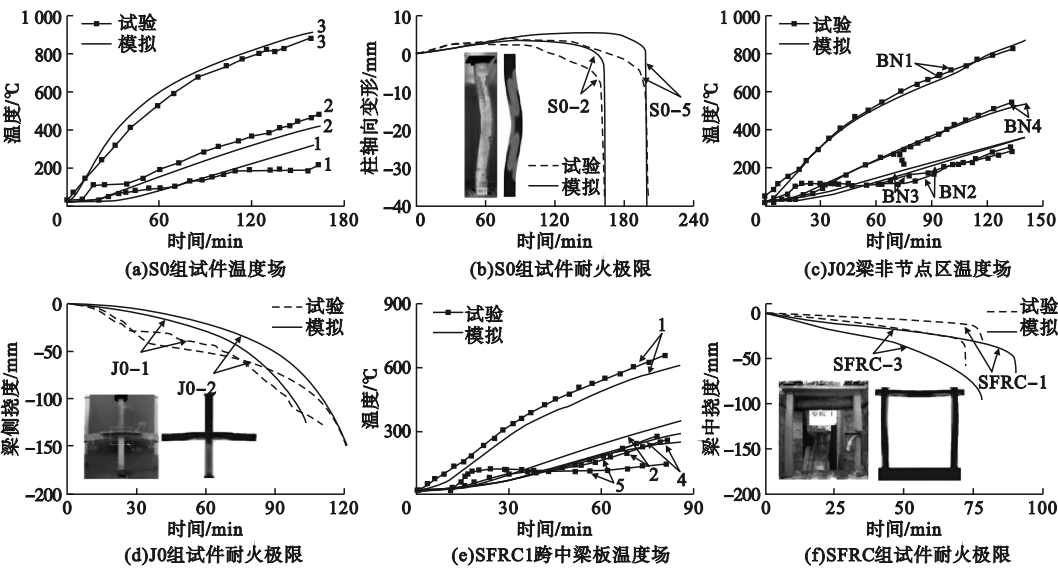 1 000
800
600
400
200
温度/℃
试验
模拟
3
3
2
2
1
1
0
60
120
180
时间/min
(a)S0组试件温度场
10
0
-10
-20
-30
-40
柱轴向变形/mm
S0-2
S0-5
试验
模拟
0
60
120
180
240
时间/min
(b)S0组试件耐火极限
1 000
800
600
400
200
温度/℃
试验
模拟
BN1
BN4
BN3
BN2
0
30
60
90
120
150
时间/min
(c)J02梁非节点区温度场
0
-50
-100
-150
-200
梁侧挠度/mm
试验
模拟
J0-1
J0-2
0
30
60
90
120
时间/min
(d)J0组试件耐火极限
900
600
300
温度/℃
试验
模拟
1
2
4
5
0
30
60
90
时间/min
(e)SFRC1跨中梁板温度场
0
-50
-100
-150
-200
梁中挠度/mm
试验
模拟
SFRC-3
SFRC-1
0
25
50
75
100
时间/min
(f)SFRC组试件耐火极限